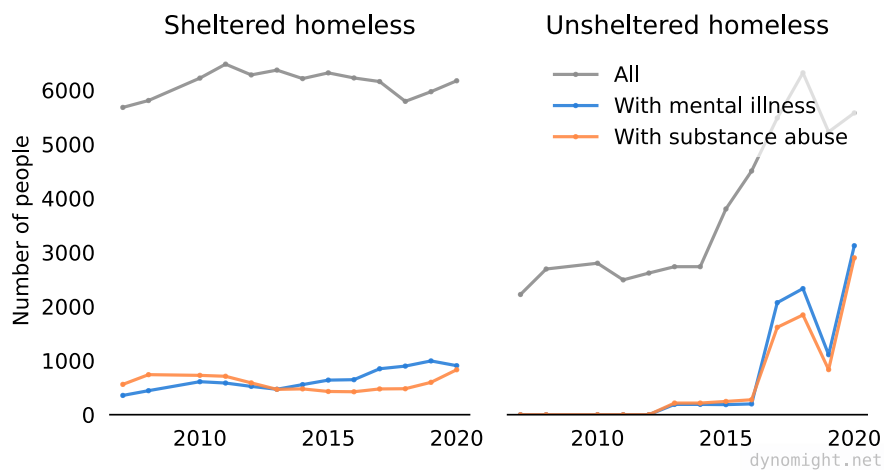 Sheltered homeless
Unsheltered homeless
Number of people
6000
5000
4000
3000
2000
1000
0
2010
2015
2020
All
With mental illness
With substance abuse
2010
2015
2020
dynomight.net